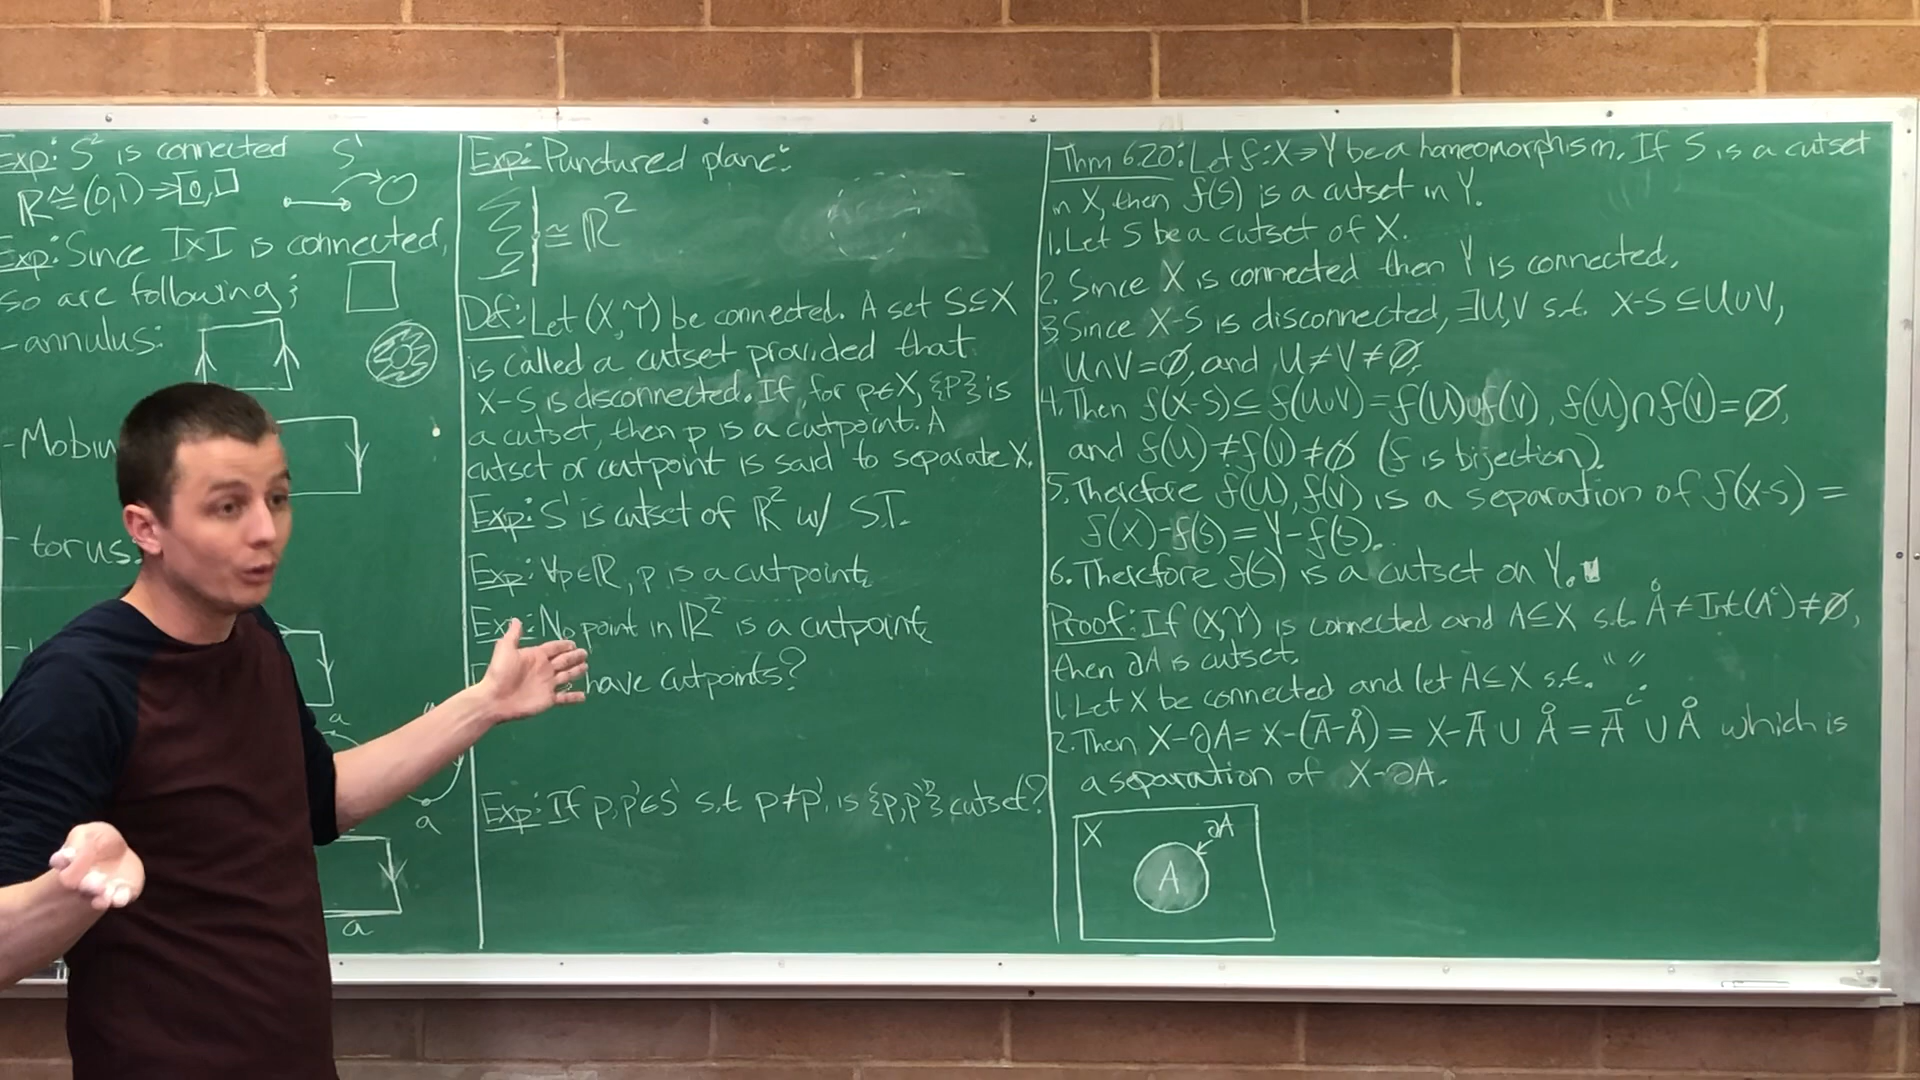 Exp: S² is connected S¹
ℝ≅(0,1)→[0,1]
Exp: Since I×I is connected,
so are following:
-annulus:
-Mobiu
-torus:
a
a
a
Exp: Punctured plane:
≅ ℝ²
Def: Let (X,Υ) be connected. A set S⊆X
is called a cutset provided that
X-S is disconnected. If, for p∈X, {p} is
a cutset, then p is a cutpoint. A
cutset or cutpoint is said to separate X.
Exp: S¹ is cutset of ℝ² w/ S.T.
Exp: ∀p∈ℝ, p is a cutpoint.
Exp: No point in ℝ² is a cutpoint.
have cutpoints?
Exp: If p,p'∈S¹ s.t p≠p', is {p,p'} cutset?
Thm 6.20: Let f:X→Y be a homeomorphism. If S is a cutset
in X, then f(S) is a cutset in Y.
1. Let S be a cutset of X.
2. Since X is connected then Y is connected.
3. Since X-S is disconnected, ∃U,V s.t. X-S⊆U∪V,
U∩V=∅, and U≠V≠∅.
4. Then f(X-S)⊆f(U∪V)=f(U)∪f(V), f(U)∩f(V)=∅,
and f(U)≠f(V)≠∅ (f is bijection).
5. Therefore f(U),f(V) is a separation of f(X-S)=
f(X)-f(S)=Y-f(S).
6. Therefore f(S) is a cutset on Y.
Proof: If (X,Υ) is connected and A⊆X s.t. Å≠Int(Aᶜ)≠∅,
then ∂A is cutset.
1. Let X be connected and let A⊆X s.t. " "
2. Then X-∂A=X-(Ā-Å)=X-Ā∪Å=Āᶜ∪Å which is
a separation of X-∂A.
X ∂A
A